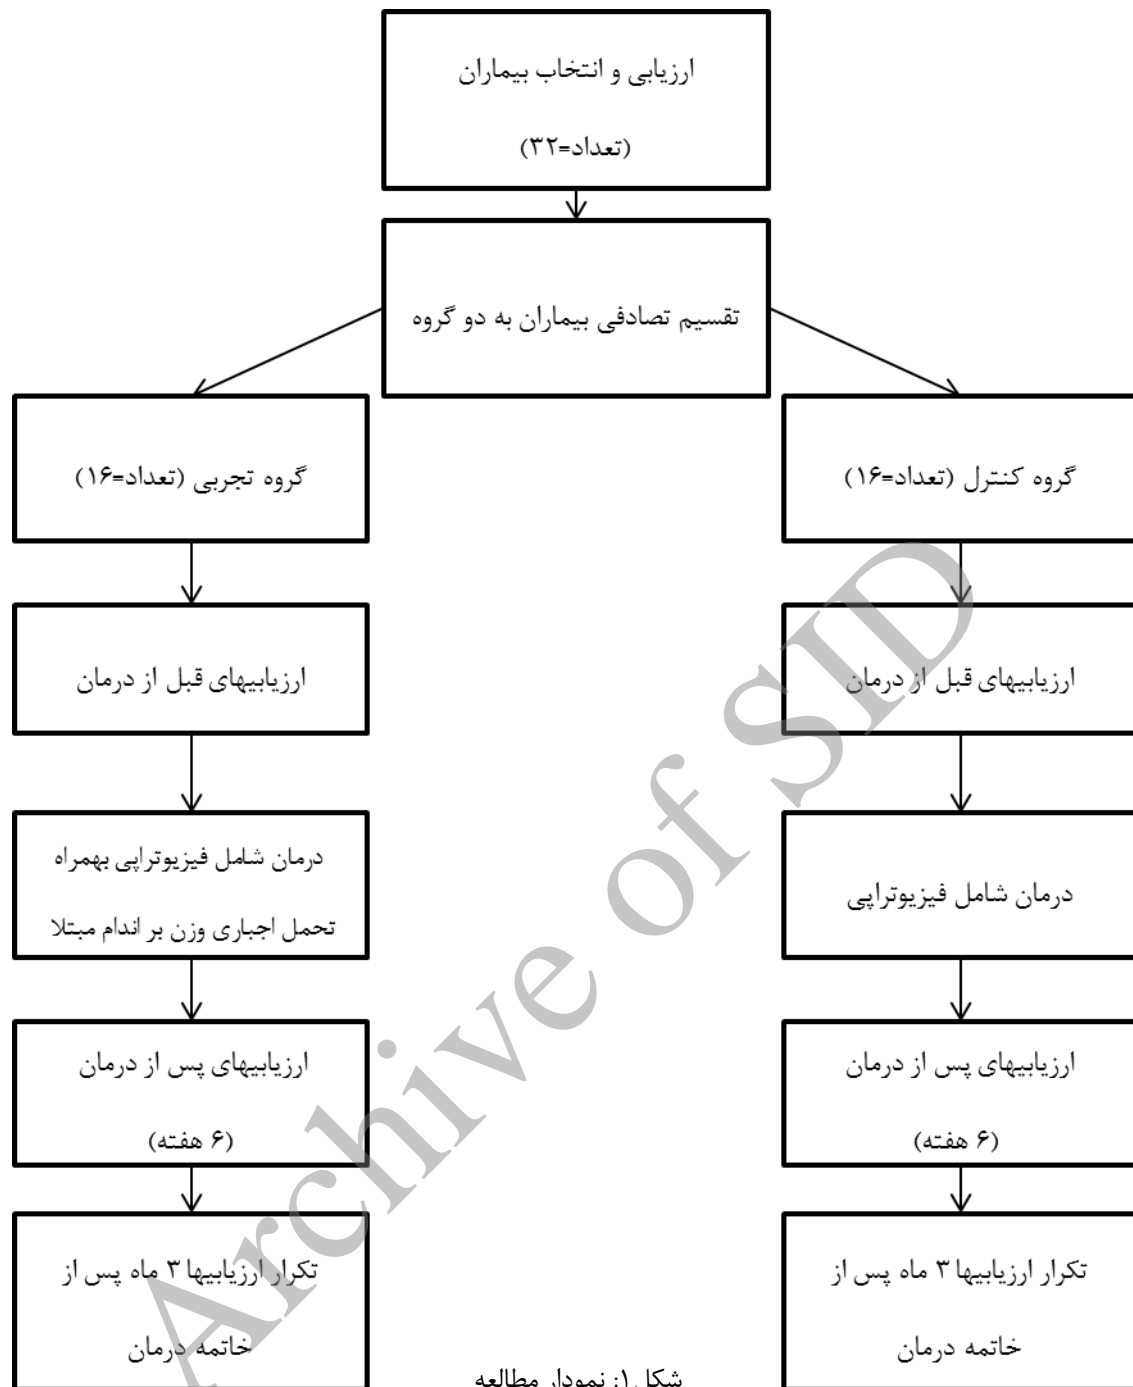 ارزیابی و انتخاب بیماران
(تعداد=۳۲)
تقسیم تصادفی بیماران به دو گروه
گروه کنترل (تعداد=۱۶)
گروه تجربی (تعداد=۱۶)
ارزیابیهای قبل از درمان
ارزیابیهای قبل از درمان
درمان شامل فیزیوتراپی
درمان شامل فیزیوتراپی بهمراه
تحمل اجباری وزن بر اندام مبتلا
ارزیابیهای پس از درمان
(۶ هفته)
ارزیابیهای پس از درمان
(۶ هفته)
تکرار ارزیابیها ۳ ماه پس از
خاتمه درمان
تکرار ارزیابیها ۳ ماه پس از
خاتمه درمان
شکل ۱: نمودار مطالعه
Archive of SID